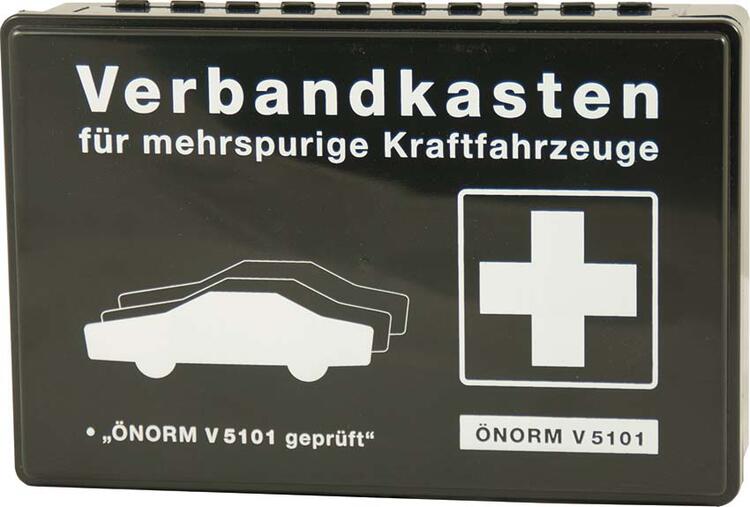 Verbandkasten
für mehrspurige Kraftfahrzeuge
• „ÖNORM V 5101 geprüft“
ÖNORM V 5101